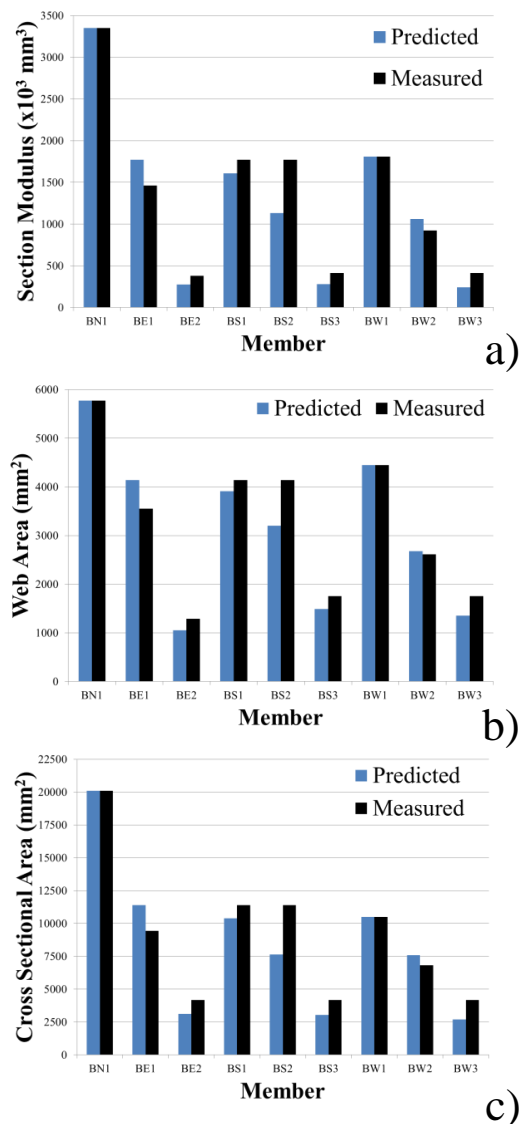 3500
3000
2500
2000
1500
1000
500
0
Section Modulus (x10³ mm³)
Predicted
Measured
BN1 BE1 BE2 BS1 BS2 BS3 BW1 BW2 BW3
Member
a)
6000
5000
4000
3000
2000
1000
0
Web Area (mm²)
Predicted Measured
BN1 BE1 BE2 BS1 BS2 BS3 BW1 BW2 BW3
Member
b)
22500
20000
17500
15000
12500
10000
7500
5000
2500
0
Cross Sectional Area (mm²)
Predicted
Measured
BN1 BE1 BE2 BS1 BS2 BS3 BW1 BW2 BW3
Member
c)